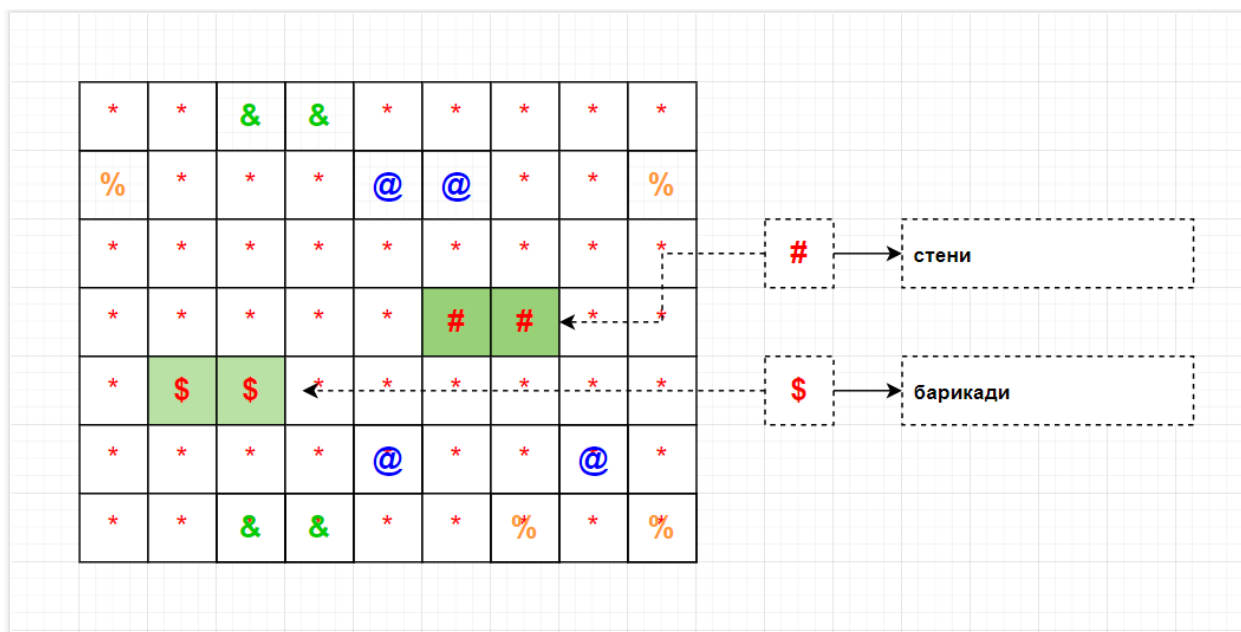 * * & & * * * * *
% * * * @ @ * * %
* * * * * * * * *
# стени
* * * * * # # * *
* $ $ * * * * * *
$ барикади
* * * * @ * * @ *
* * & & * * % * %